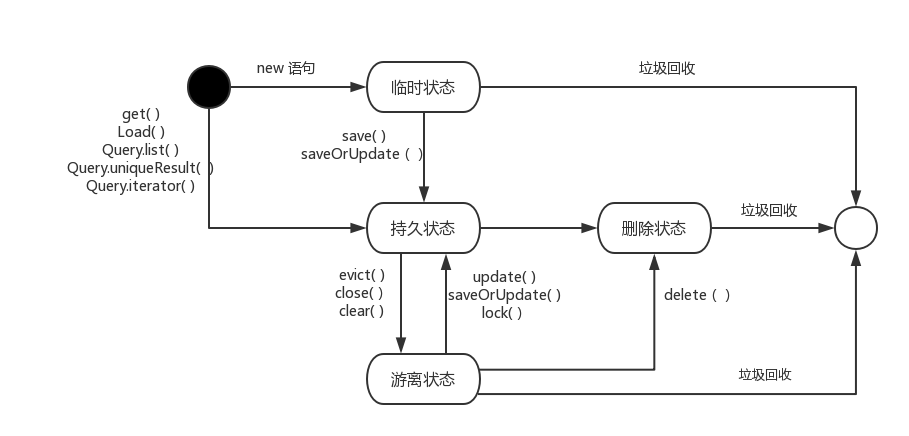 new 语句
垃圾回收
临时状态
get( )
Load( )
Query.list( )
Query.uniqueResult( )
Query.iterator( )
save( )
saveOrUpdate ( )
持久状态
删除状态
垃圾回收
evict( )
close( )
clear( )
update( )
saveOrUpdate( )
lock( )
delete ( )
游离状态
垃圾回收